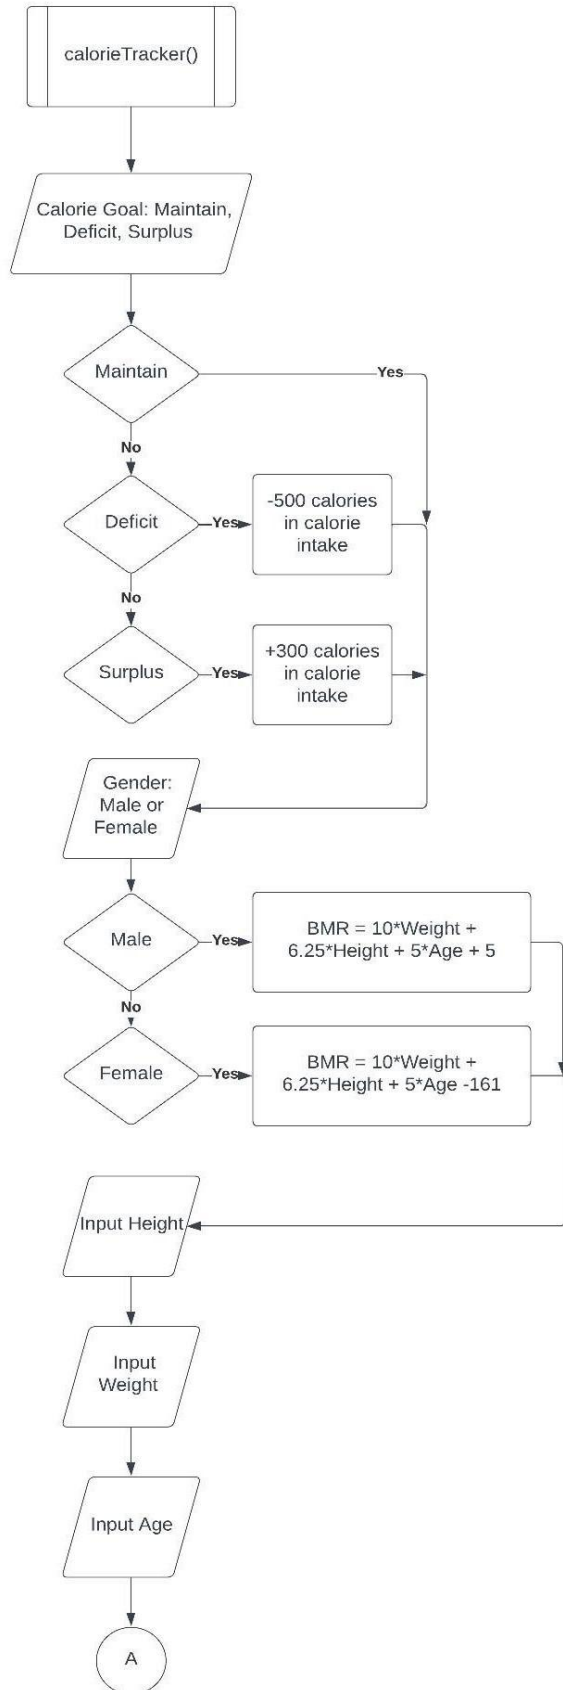 calorieTracker()
Calorie Goal: Maintain,
Deficit, Surplus
Maintain
Yes
No
Deficit
Yes
-500 calories
in calorie
intake
No
Surplus
Yes
+300 calories
in calorie
intake
Gender:
Male or
Female
Male
Yes
BMR = 10*Weight +
6.25*Height + 5*Age + 5
No
Female
Yes
BMR = 10*Weight +
6.25*Height + 5*Age -161
Input Height
Input
Weight
Input Age
A